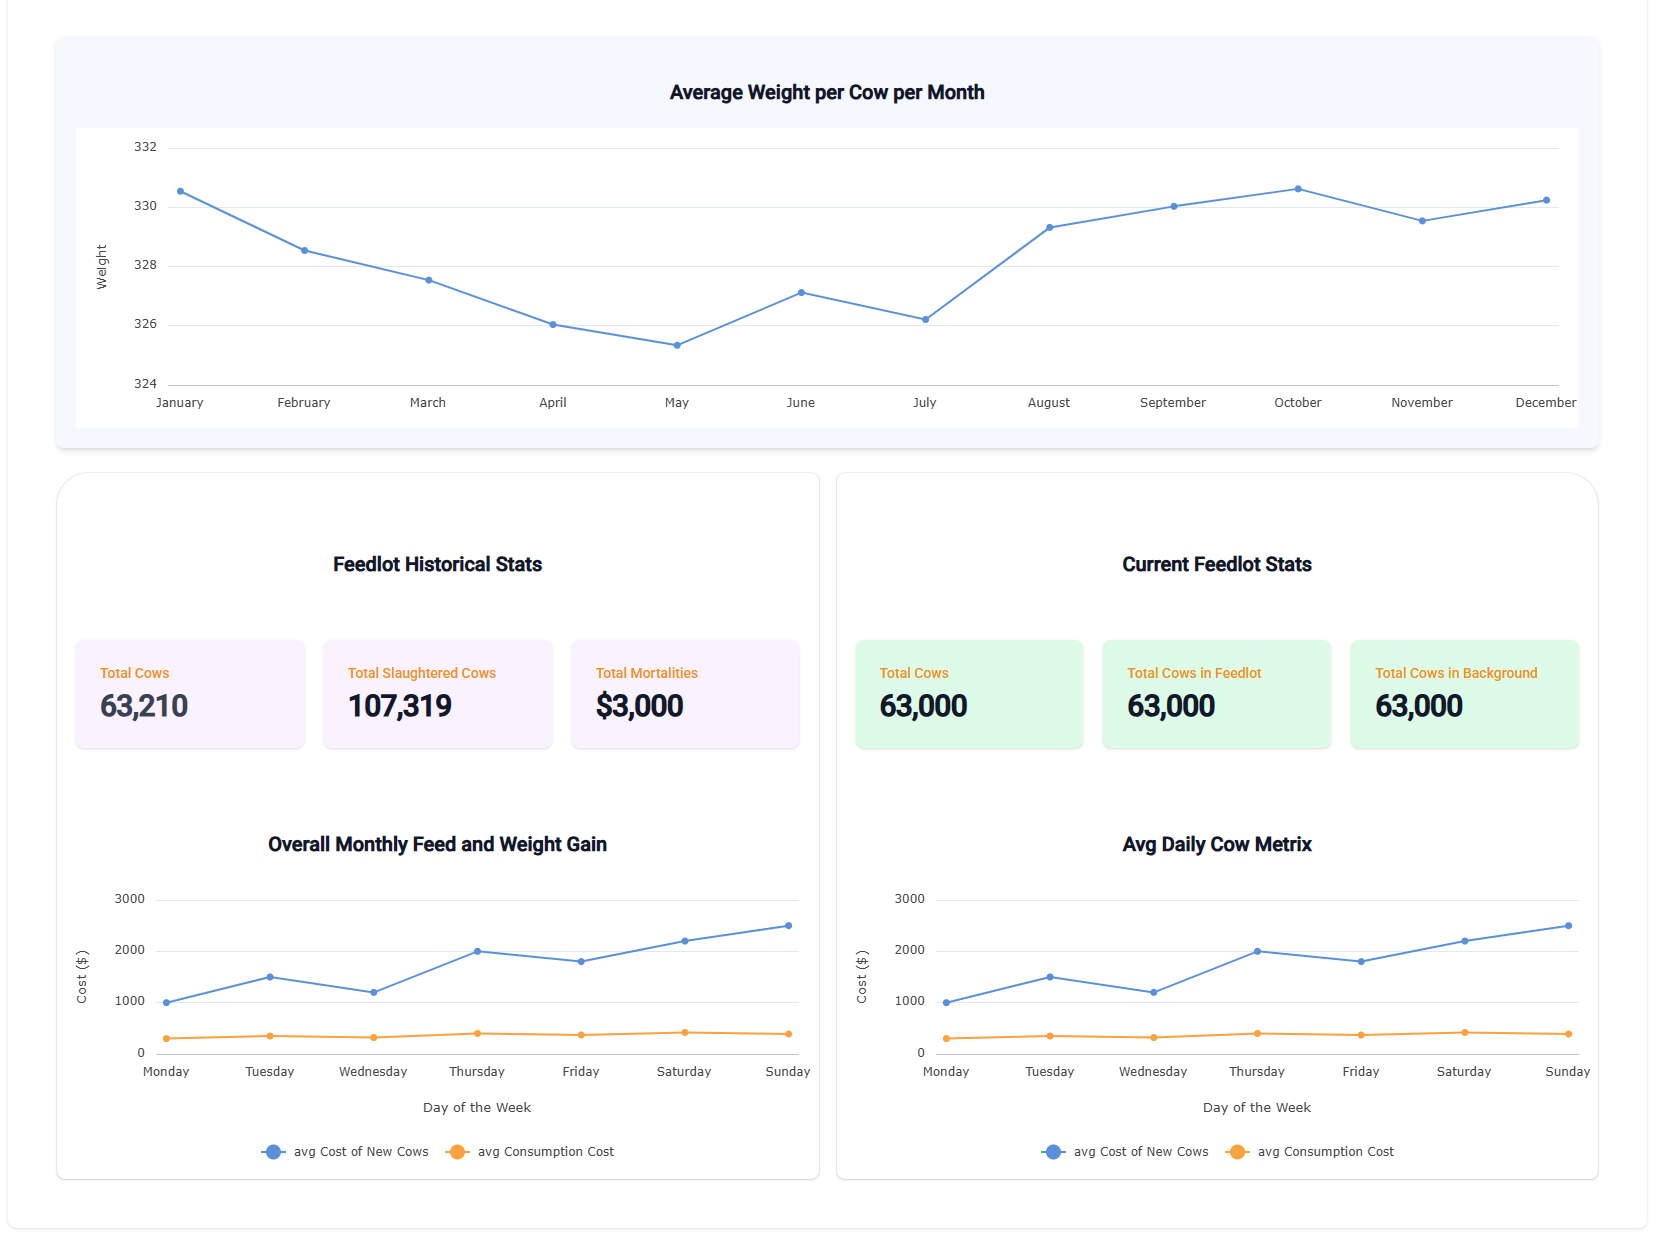 Average Weight per Cow per Month
332
330
328
326
324
Weight
January February March April May June July August September October November December
Feedlot Historical Stats
Total Cows
63,210
Total Slaughtered Cows
107,319
Total Mortalities
$3,000
Overall Monthly Feed and Weight Gain
3000
2000
1000
0
Cost ($)
Monday Tuesday Wednesday Thursday Friday Saturday Sunday
Day of the Week
avg Cost of New Cows avg Consumption Cost
Current Feedlot Stats
Total Cows
63,000
Total Cows in Feedlot
63,000
Total Cows in Background
63,000
Avg Daily Cow Metrix
3000
2000
1000
0
Cost ($)
Monday Tuesday Wednesday Thursday Friday Saturday Sunday
Day of the Week
avg Cost of New Cows avg Consumption Cost